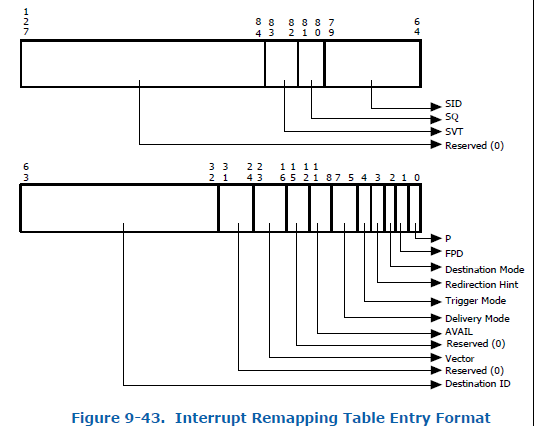 127 84 83 82 81 80 79 64
SID
SQ
SVT
Reserved (0)
63 32 31 24 23 16 15 12 11 8 7 5 4 3 2 1 0
P
FPD
Destination Mode
Redirection Hint
Trigger Mode
Delivery Mode
AVAIL
Reserved (0)
Vector
Reserved (0)
Destination ID
Figure 9-43. Interrupt Remapping Table Entry Format